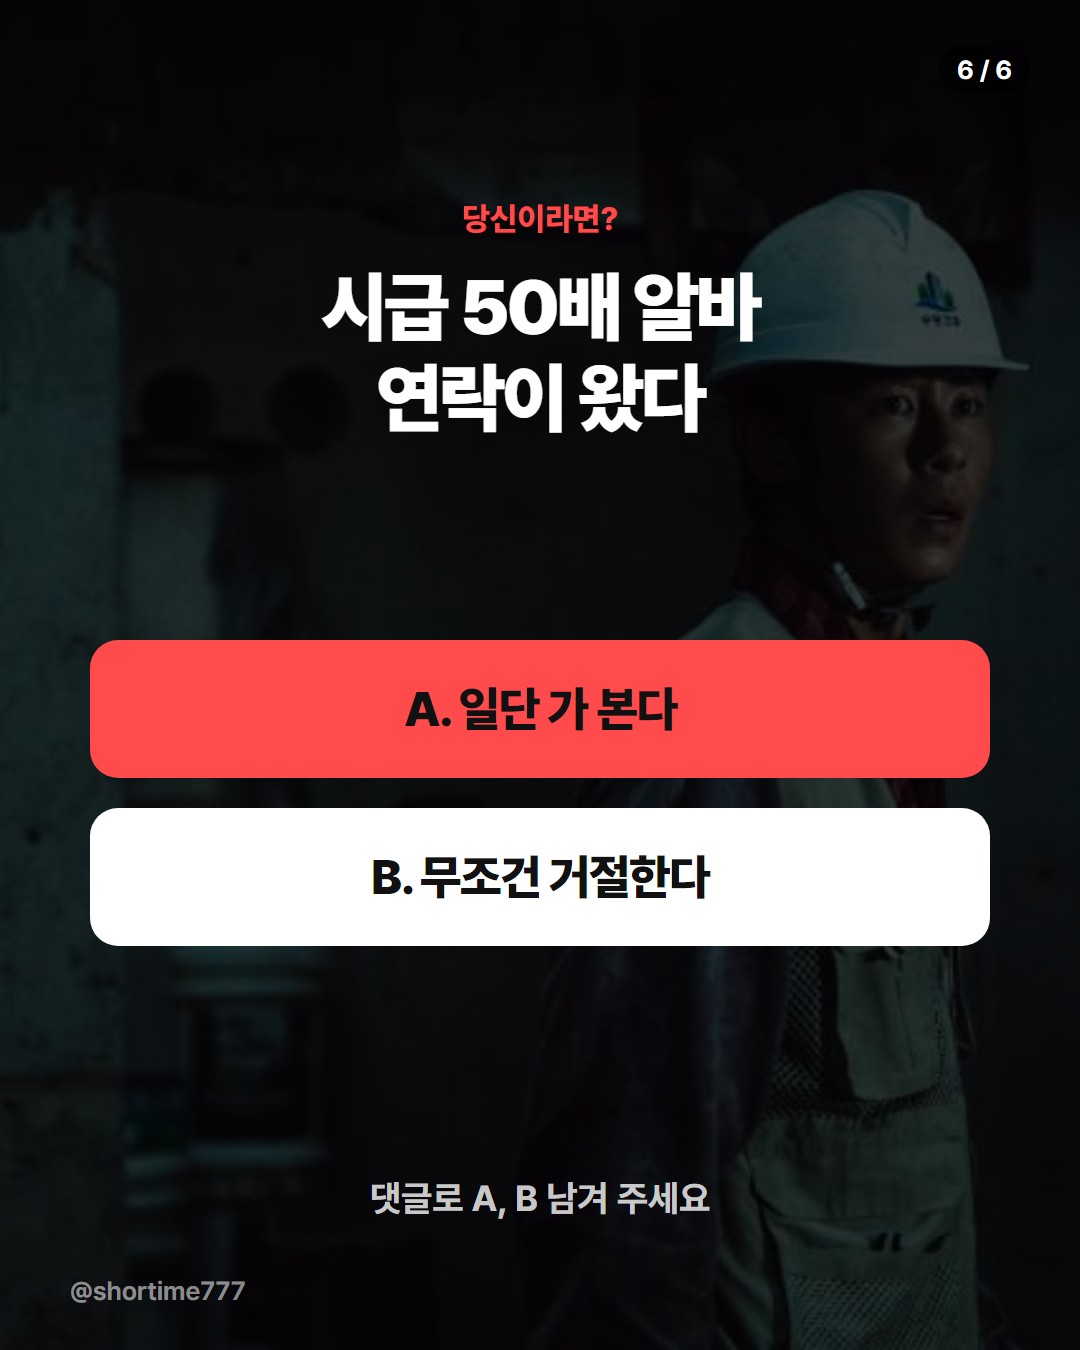 6 / 6
당신이라면?
시급 50배 알바
연락이 왔다
A. 일단 가 본다
B. 무조건 거절한다
댓글로 A, B 남겨 주세요
@shortime777